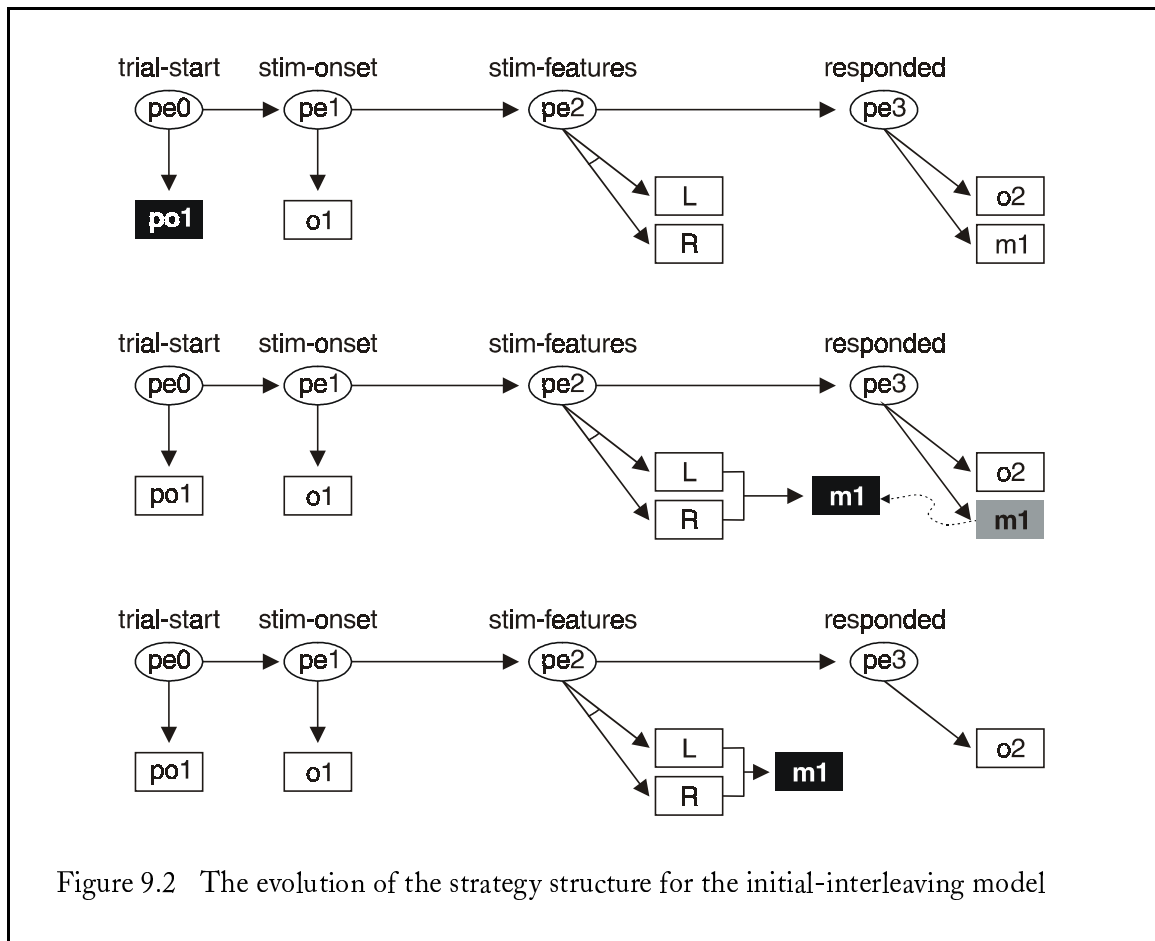 trial-start stim-onset stim-features responded
pe0 pe1 pe2 pe3
po1 o1 L o2
R m1
trial-start stim-onset stim-features responded
pe0 pe1 pe2 pe3
po1 o1 L m1 o2
R m1
trial-start stim-onset stim-features responded
pe0 pe1 pe2 pe3
po1 o1 L m1 o2
R
Figure 9.2 The evolution of the strategy structure for the initial-interleaving model